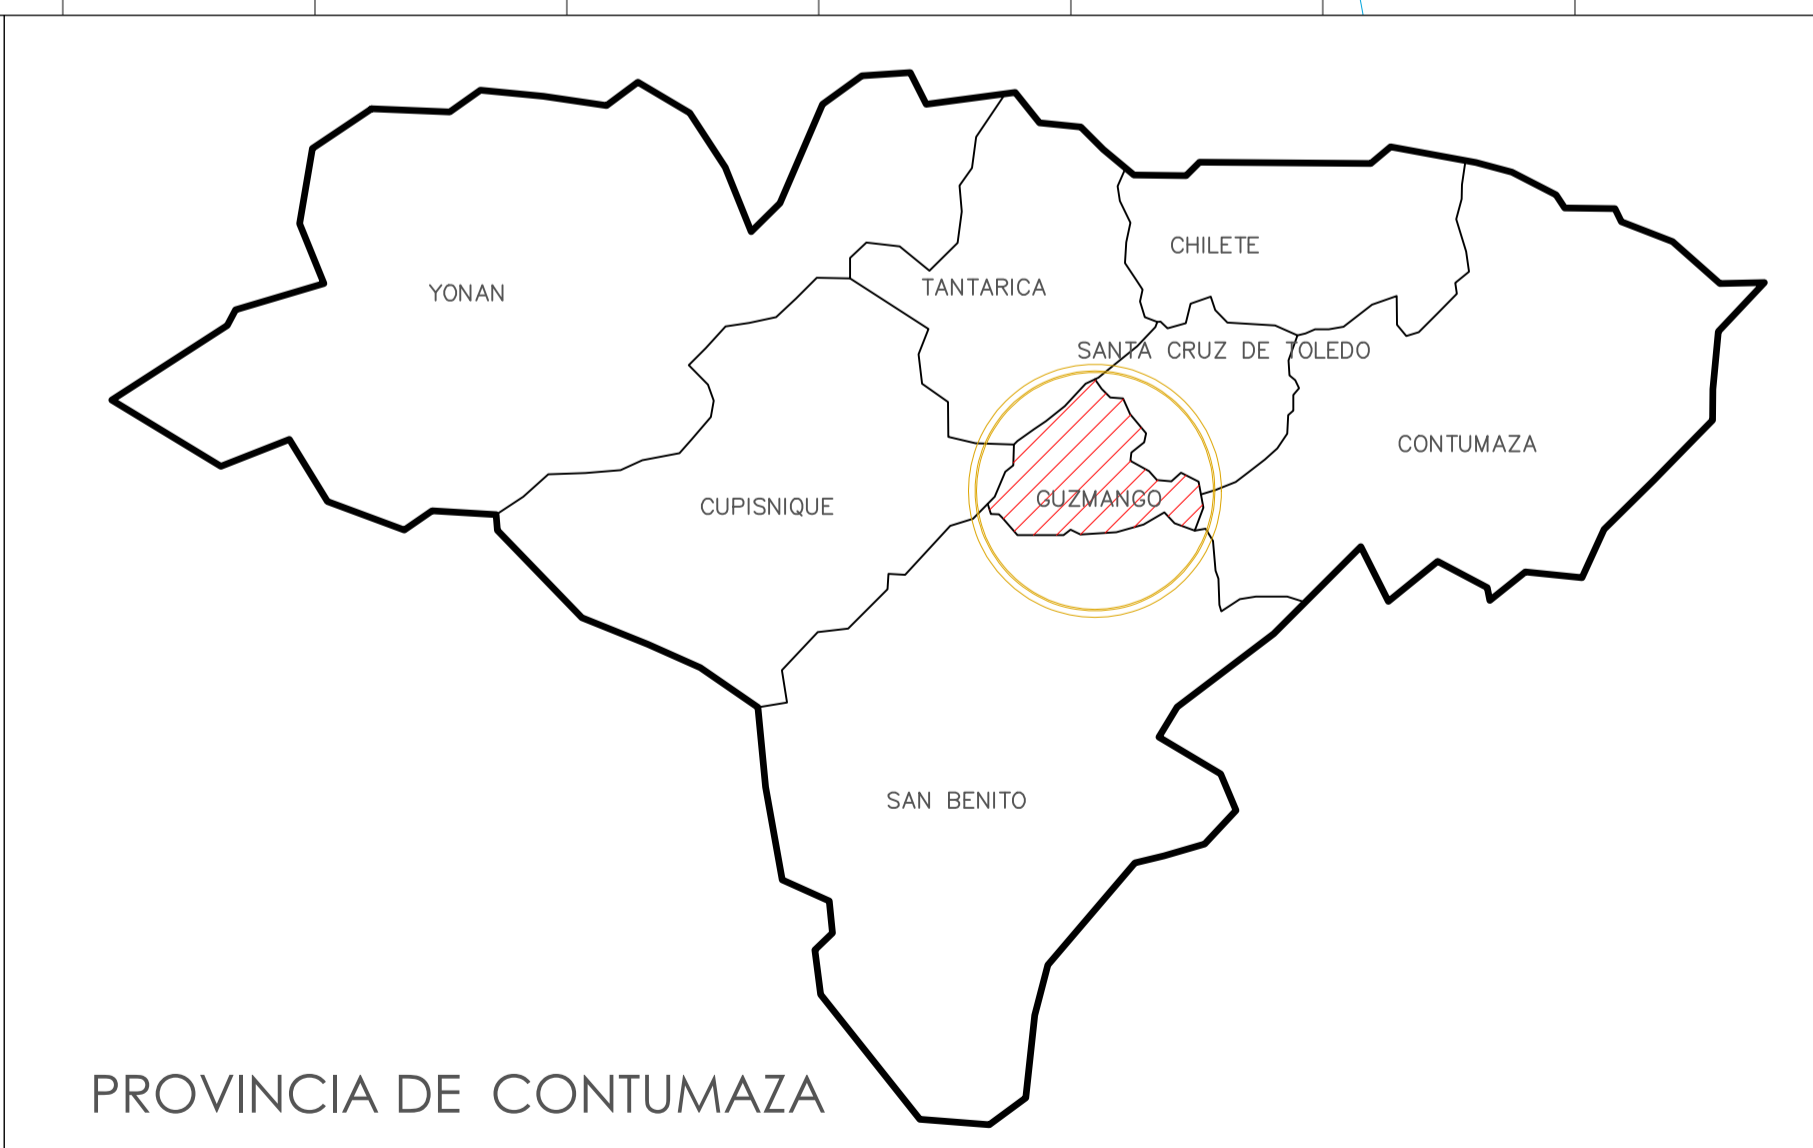 CHILETE
TANTARICA
YONAN
SANTA CRUZ DE TOLEDO
CONTUMAZA
GUZMANGO
CUPISNIQUE
SAN BENITO
PROVINCIA DE CONTUMAZA